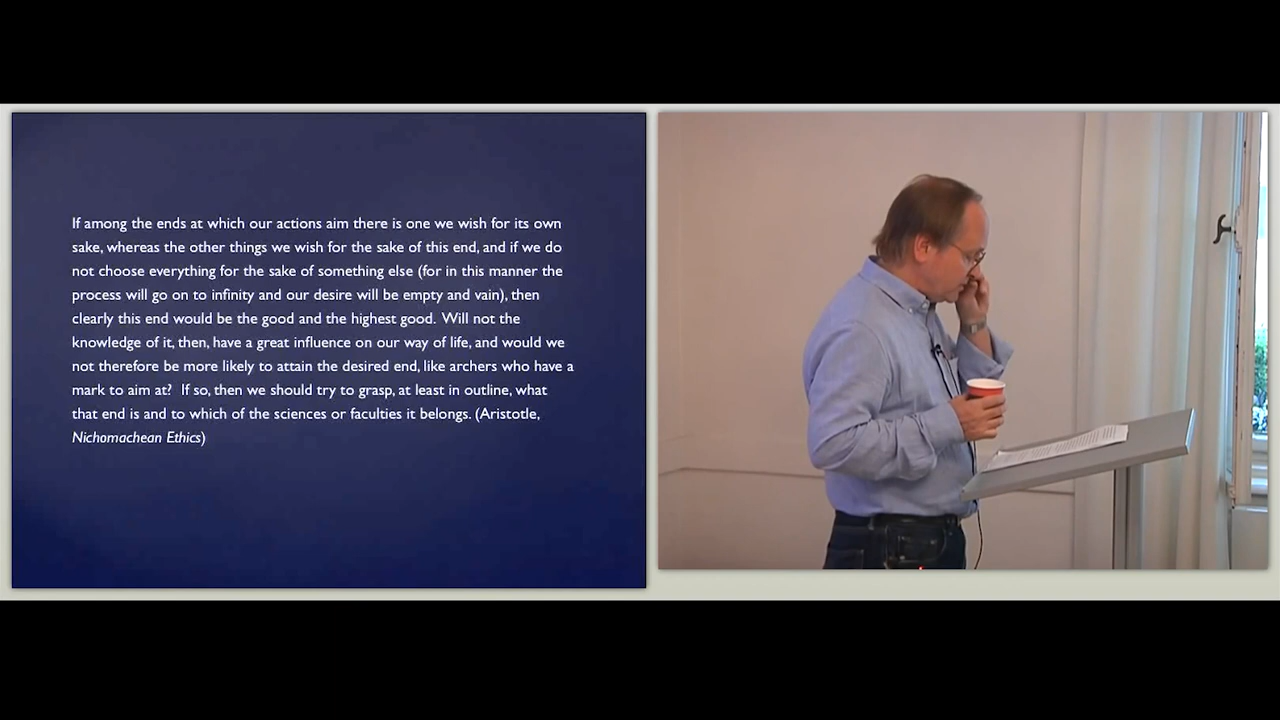 If among the ends at which our actions aim there is one we wish for its own
sake, whereas the other things we wish for the sake of this end, and if we do
not choose everything for the sake of something else (for in this manner the
process will go on to infinity and our desire will be empty and vain), then
clearly this end would be the good and the highest good. Will not the
knowledge of it, then, have a great influence on our way of life, and would we
not therefore be more likely to attain the desired end, like archers who have a
mark to aim at? If so, then we should try to grasp, at least in outline, what
that end is and to which of the sciences or faculties it belongs. (Aristotle,
Nichomachean Ethics)